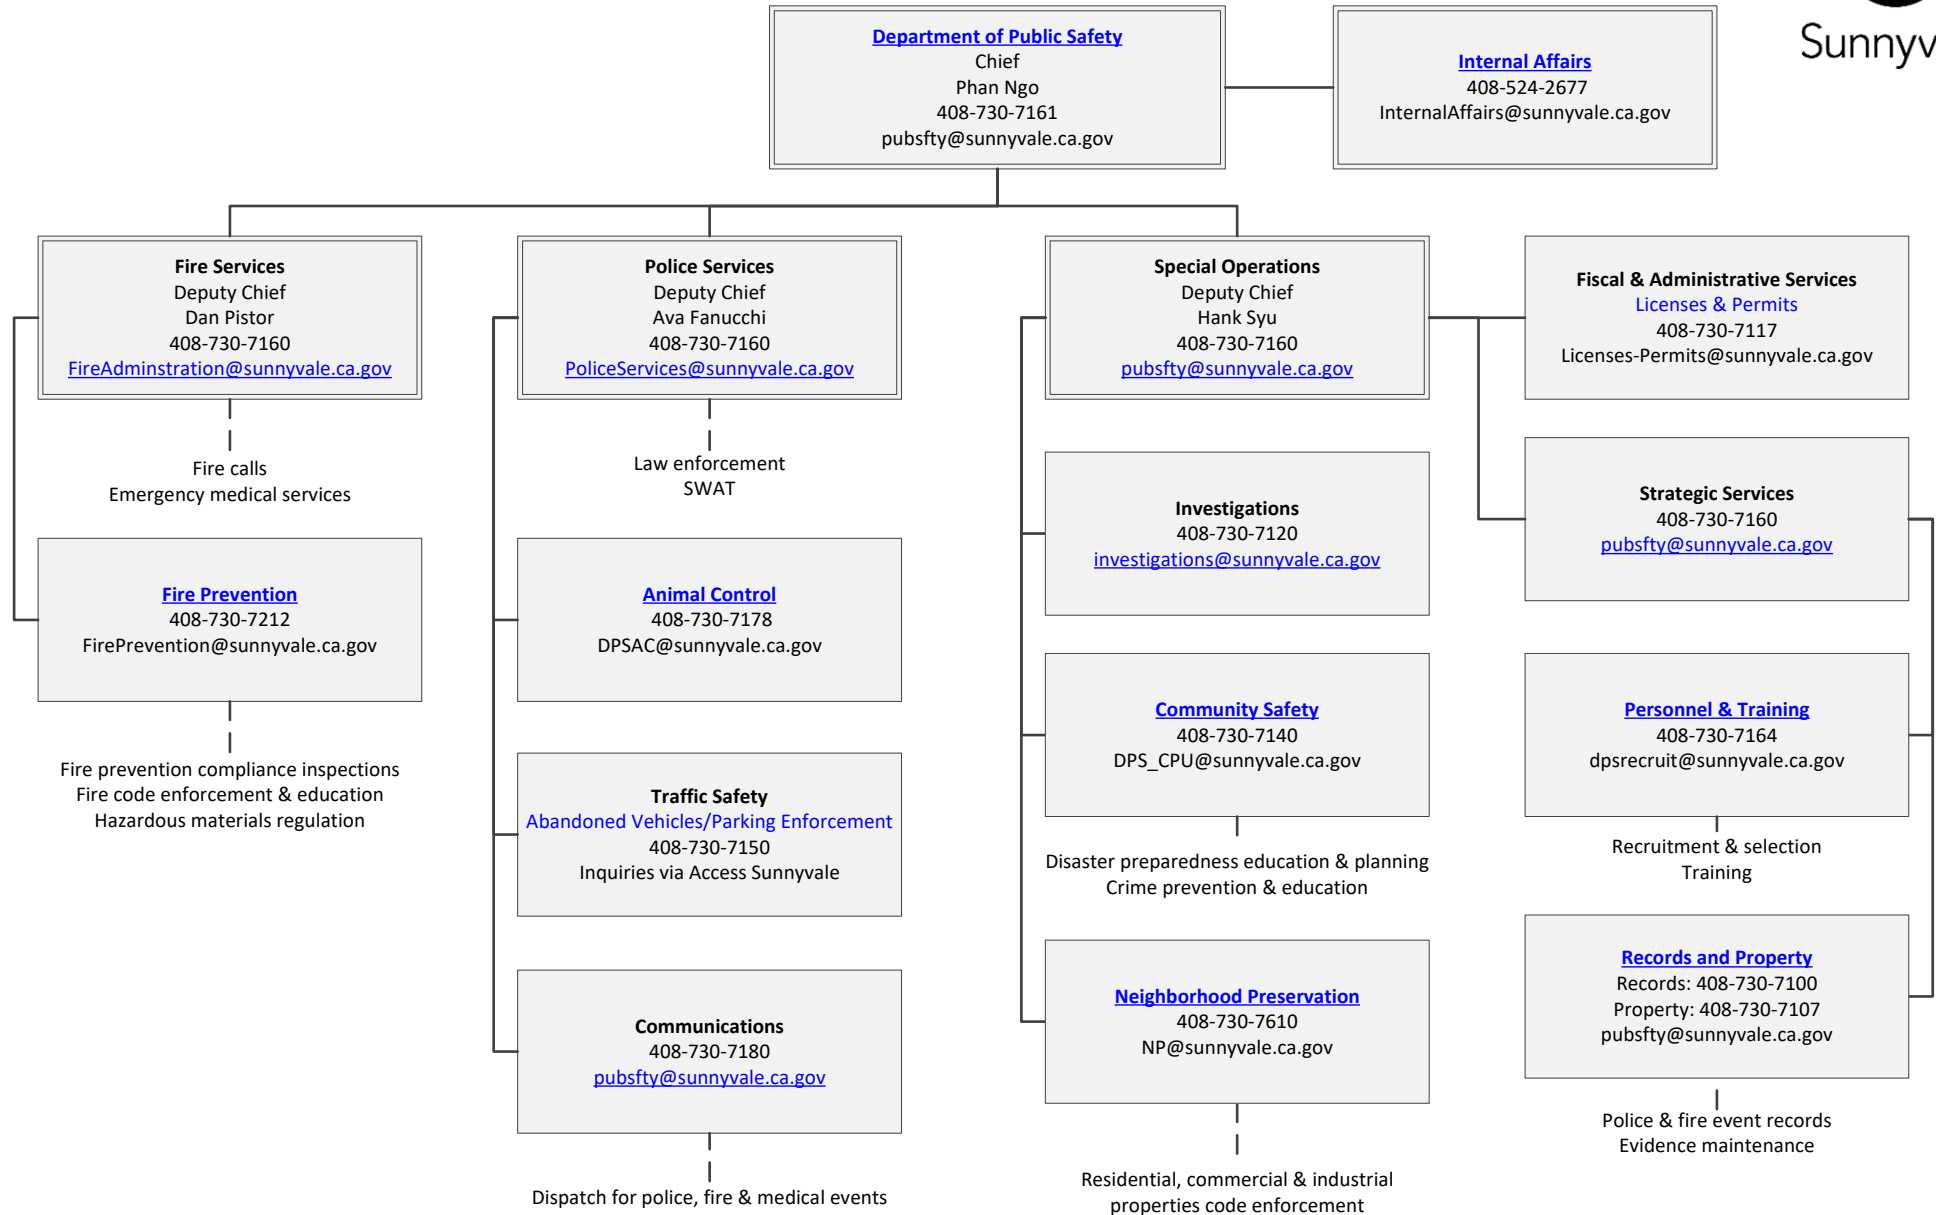 Department of Public Safety
Chief
Phan Ngo
408-730-7161
pubsfty@sunnyvale.ca.gov
Internal Affairs
408-524-2677
InternalAffairs@sunnyvale.ca.gov
Sunnyv
Fire Services
Deputy Chief
Dan Pistor
408-730-7160
FireAdminstration@sunnyvale.ca.gov
Fire calls
Emergency medical services
Fire Prevention
408-730-7212
FirePrevention@sunnyvale.ca.gov
Fire prevention compliance inspections
Fire code enforcement & education
Hazardous materials regulation
Police Services
Deputy Chief
Ava Fanucchi
408-730-7160
PoliceServices@sunnyvale.ca.gov
Law enforcement
SWAT
Animal Control
408-730-7178
DPSAC@sunnyvale.ca.gov
Traffic Safety
Abandoned Vehicles/Parking Enforcement
408-730-7150
Inquiries via Access Sunnyvale
Communications
408-730-7180
pubsfty@sunnyvale.ca.gov
Dispatch for police, fire & medical events
Special Operations
Deputy Chief
Hank Syu
408-730-7160
pubsfty@sunnyvale.ca.gov
Investigations
408-730-7120
investigations@sunnyvale.ca.gov
Community Safety
408-730-7140
DPS_CPU@sunnyvale.ca.gov
Disaster preparedness education & planning
Crime prevention & education
Neighborhood Preservation
408-730-7610
NP@sunnyvale.ca.gov
Residential, commercial & industrial
properties code enforcement
Fiscal & Administrative Services
Licenses & Permits
408-730-7117
Licenses-Permits@sunnyvale.ca.gov
Strategic Services
408-730-7160
pubsfty@sunnyvale.ca.gov
Personnel & Training
408-730-7164
dpsrecruit@sunnyvale.ca.gov
Recruitment & selection
Training
Records and Property
Records: 408-730-7100
Property: 408-730-7107
pubsfty@sunnyvale.ca.gov
Police & fire event records
Evidence maintenance